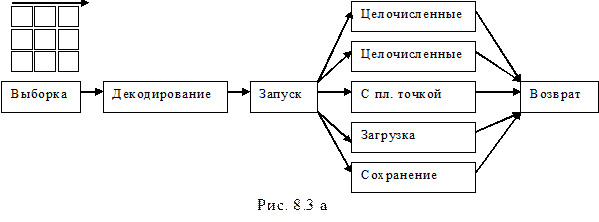 Целочисленные
Целочисленные
Выборка
Декодирование
Запуск
С пл. точкой
Возврат
Загрузка
Сохранение
Рис. 8.3 а